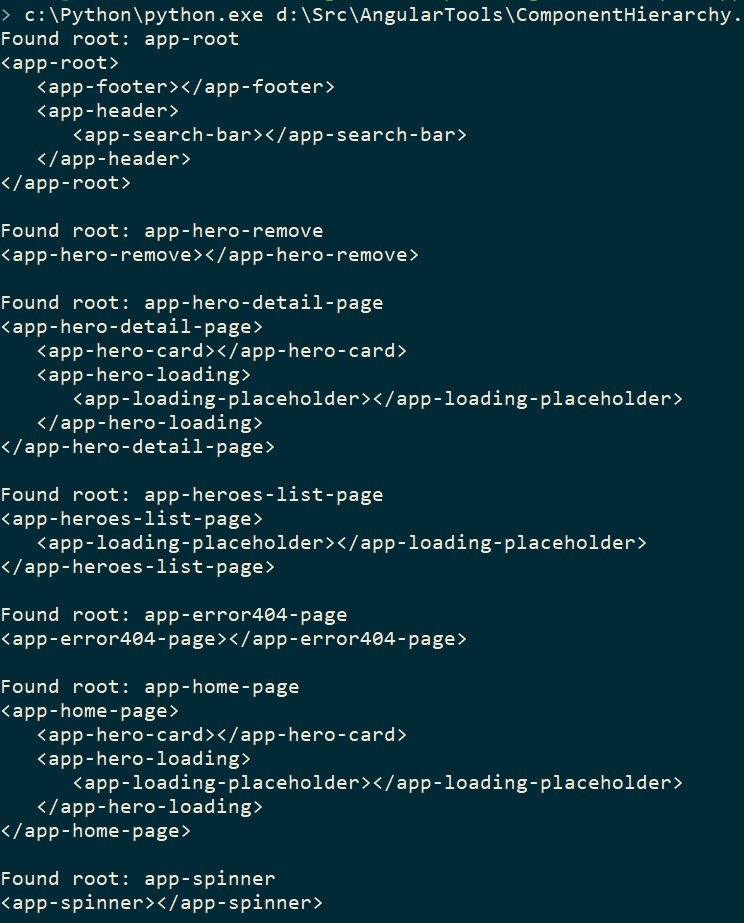 > c:\Python\python.exe d:\Src\AngularTools\ComponentHierarchy.
Found root: app-root
<app-root>
   <app-footer></app-footer>
   <app-header>
      <app-search-bar></app-search-bar>
   </app-header>
</app-root>

Found root: app-hero-remove
<app-hero-remove></app-hero-remove>

Found root: app-hero-detail-page
<app-hero-detail-page>
   <app-hero-card></app-hero-card>
   <app-hero-loading>
      <app-loading-placeholder></app-loading-placeholder>
   </app-hero-loading>
</app-hero-detail-page>

Found root: app-heroes-list-page
<app-heroes-list-page>
   <app-loading-placeholder></app-loading-placeholder>
</app-heroes-list-page>

Found root: app-error404-page
<app-error404-page></app-error404-page>

Found root: app-home-page
<app-home-page>
   <app-hero-card></app-hero-card>
   <app-hero-loading>
      <app-loading-placeholder></app-loading-placeholder>
   </app-hero-loading>
</app-home-page>

Found root: app-spinner
<app-spinner></app-spinner>